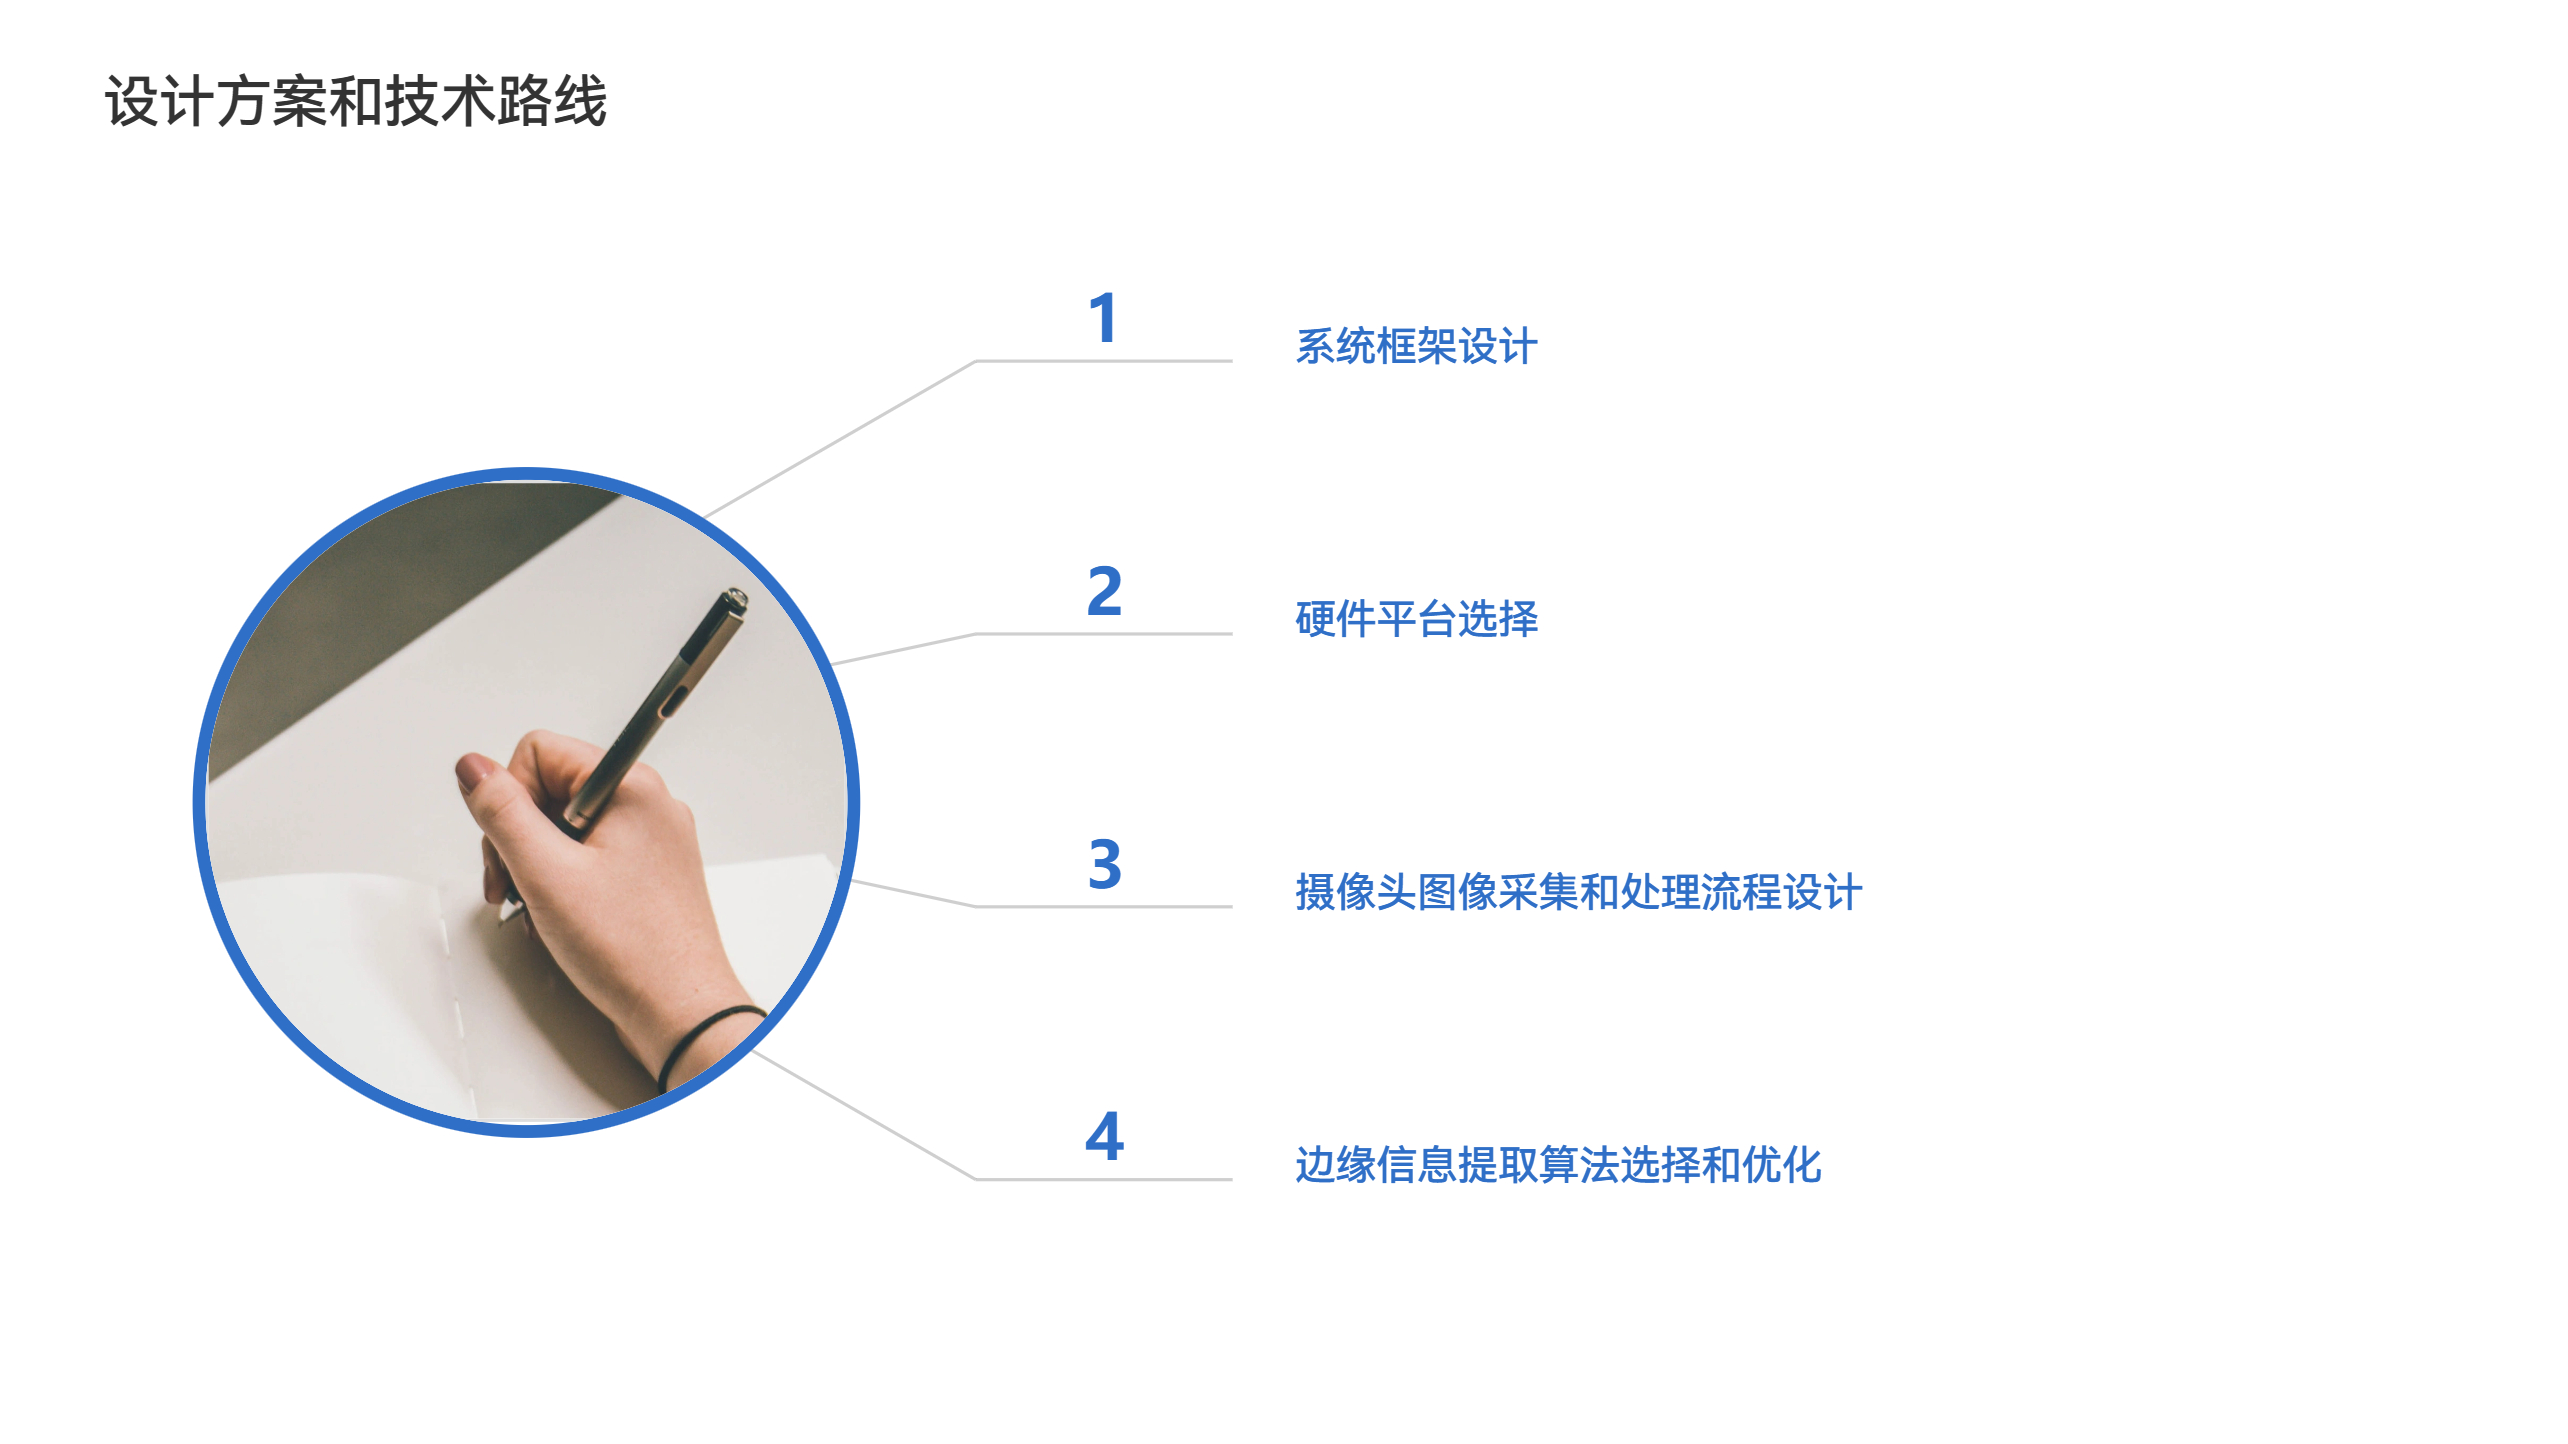 设计方案和技术路线
1
系统框架设计
2
硬件平台选择
3
摄像头图像采集和处理流程设计
4
边缘信息提取算法选择和优化